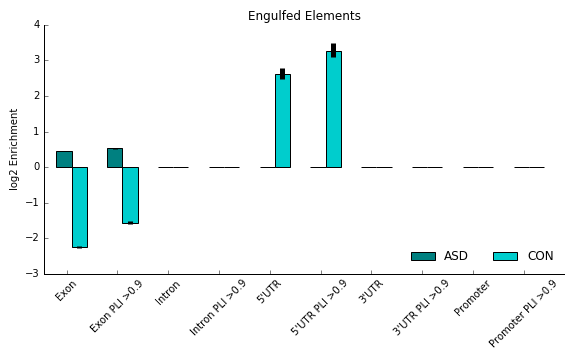 Engulfed Elements
log2 Enrichment
4
3
2
1
0
−1
−2
−3
ASD
CON
Exon
Exon PLI >0.9
Intron
Intron PLI >0.9
5'UTR
5'UTR PLI >0.9
3'UTR
3'UTR PLI >0.9
Promoter
Promoter PLI >0.9